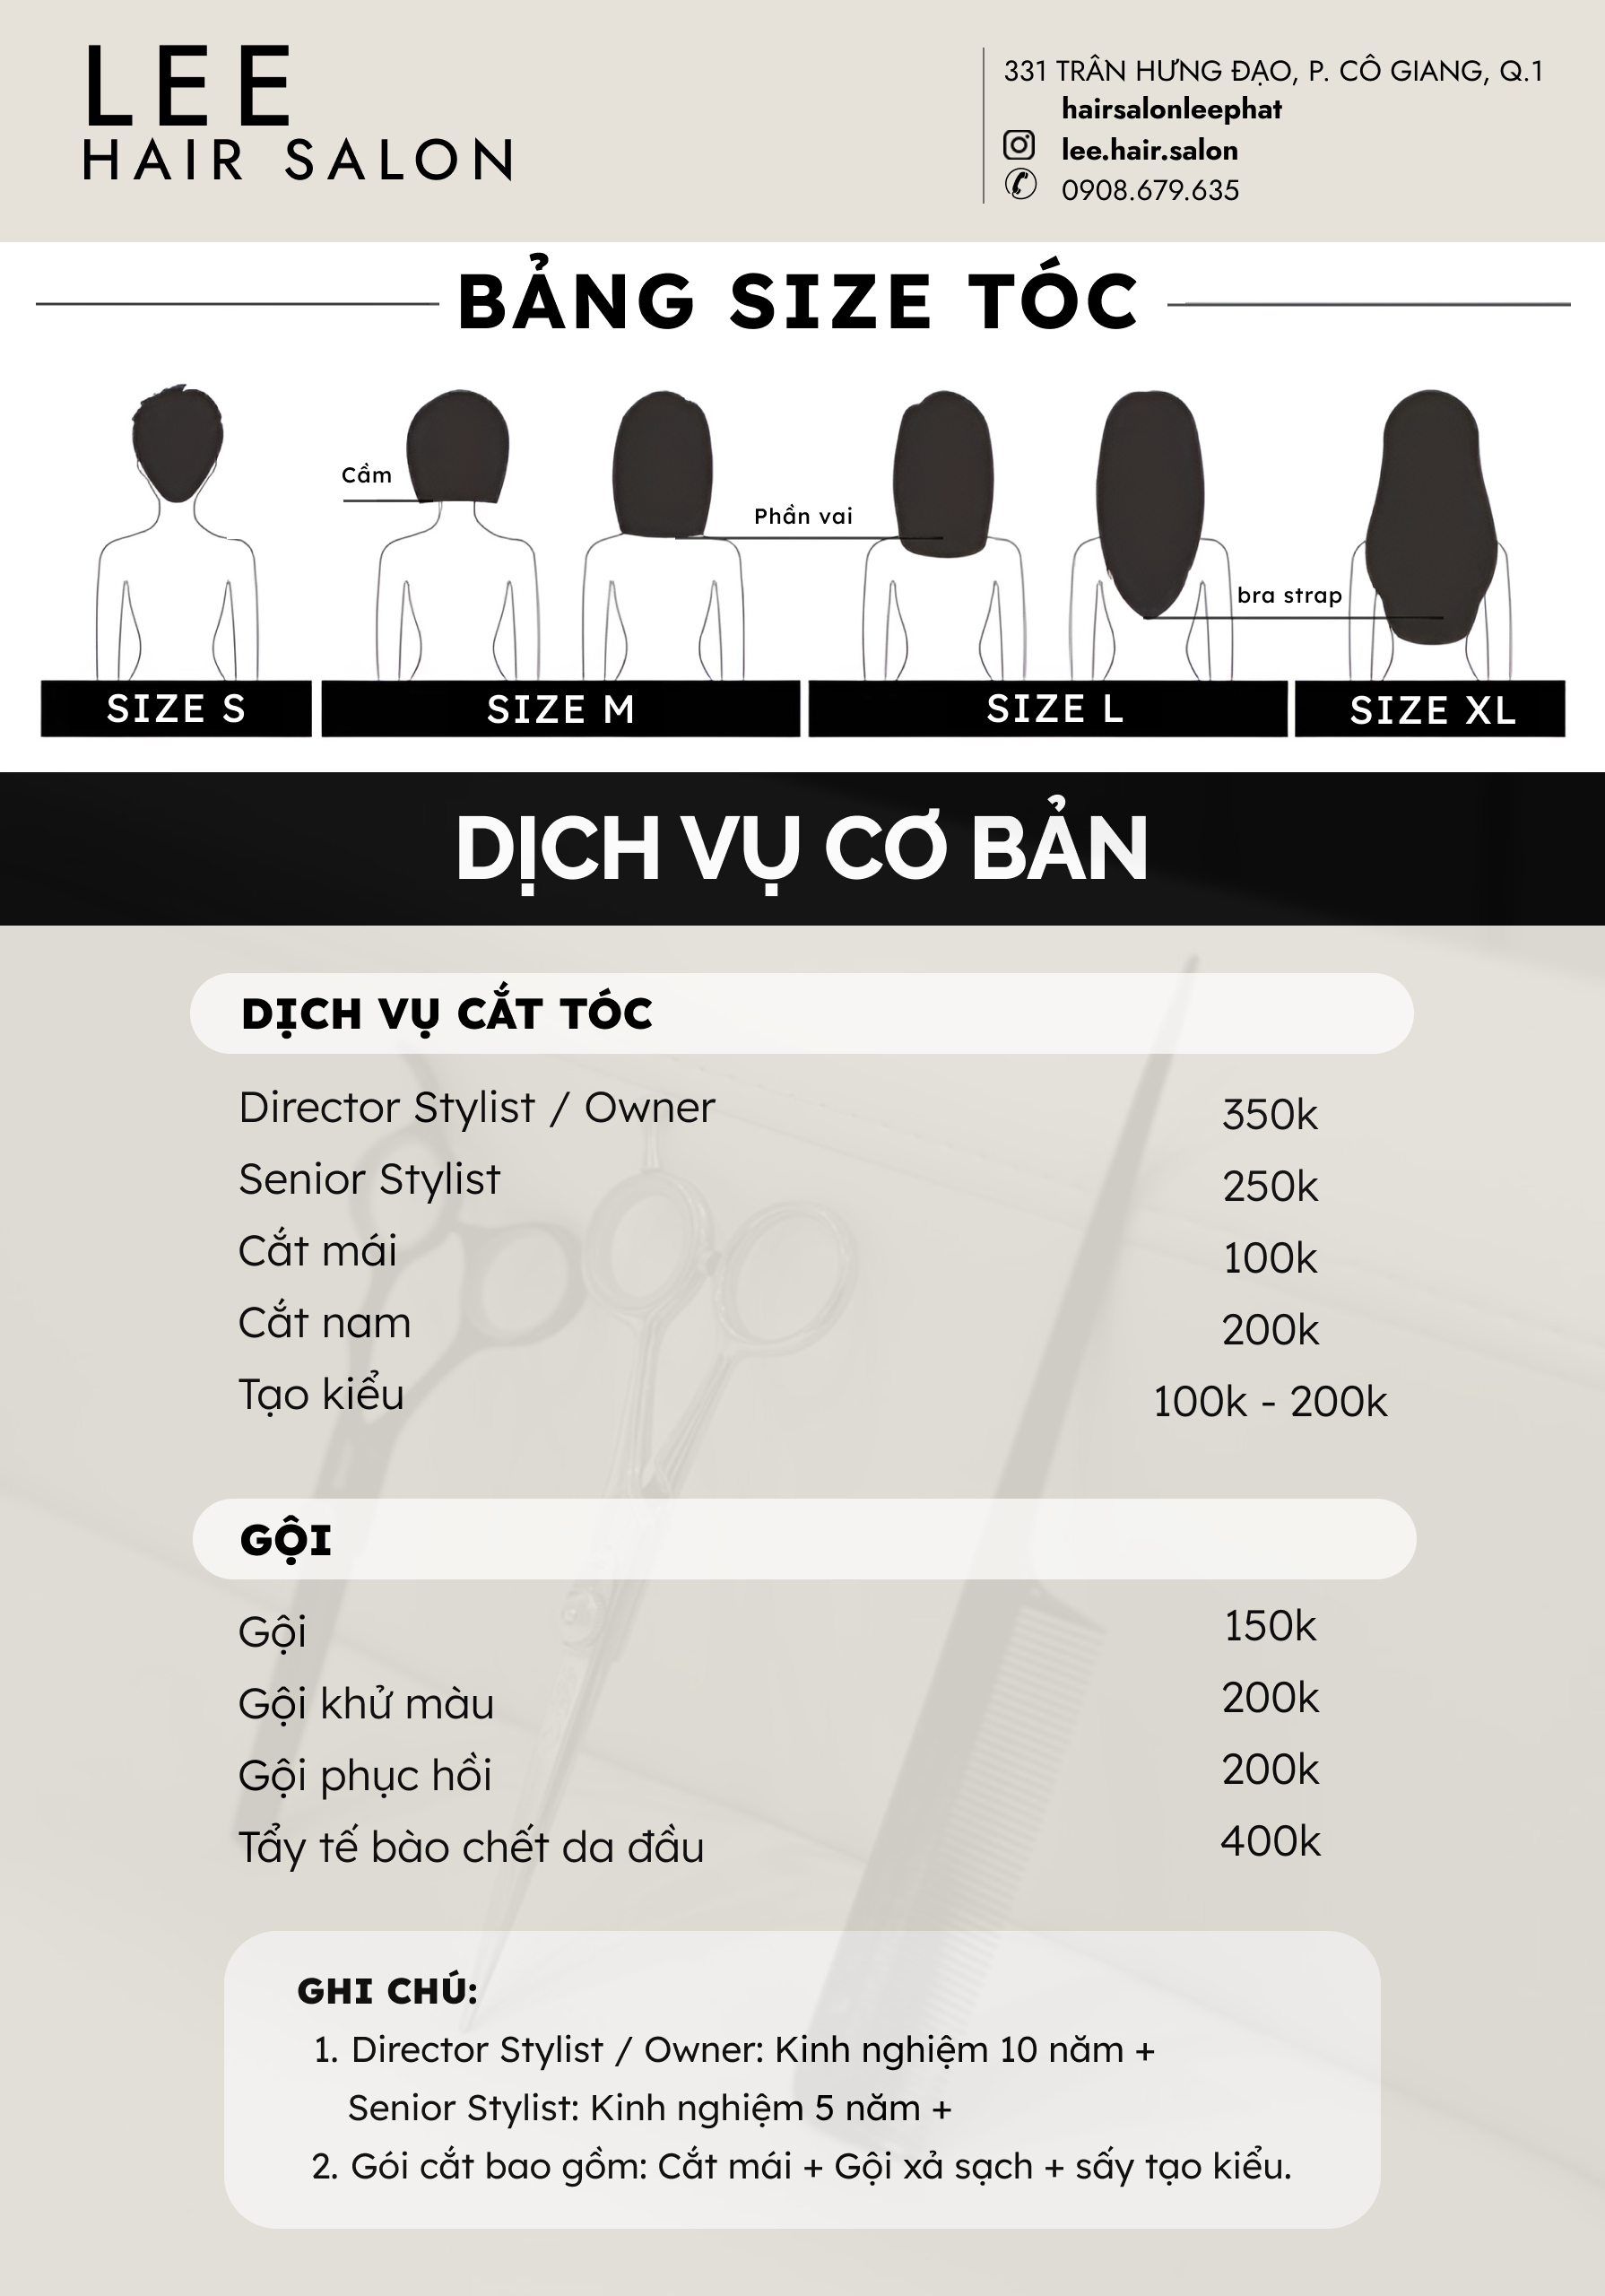 LEE
HAIR SALON
331 TRẦN HƯNG ĐẠO, P. CÔ GIANG, Q.1
hairsalonleephat
lee.hair.salon
0908.679.635
BẢNG SIZE TÓC
Cằm
Phần vai
bra strap
SIZE S SIZE M SIZE L SIZE XL
DỊCH VỤ CƠ BẢN
DỊCH VỤ CẮT TÓC
Director Stylist / Owner 350k
Senior Stylist 250k
Cắt mái 100k
Cắt nam 200k
Tạo kiểu 100k - 200k
GỘI
Gội 150k
Gội khử màu 200k
Gội phục hồi 200k
Tẩy tế bào chết da đầu 400k
GHI CHÚ:
1. Director Stylist / Owner: Kinh nghiệm 10 năm +
Senior Stylist: Kinh nghiệm 5 năm +
2. Gói cắt bao gồm: Cắt mái + Gội xả sạch + sấy tạo kiểu.